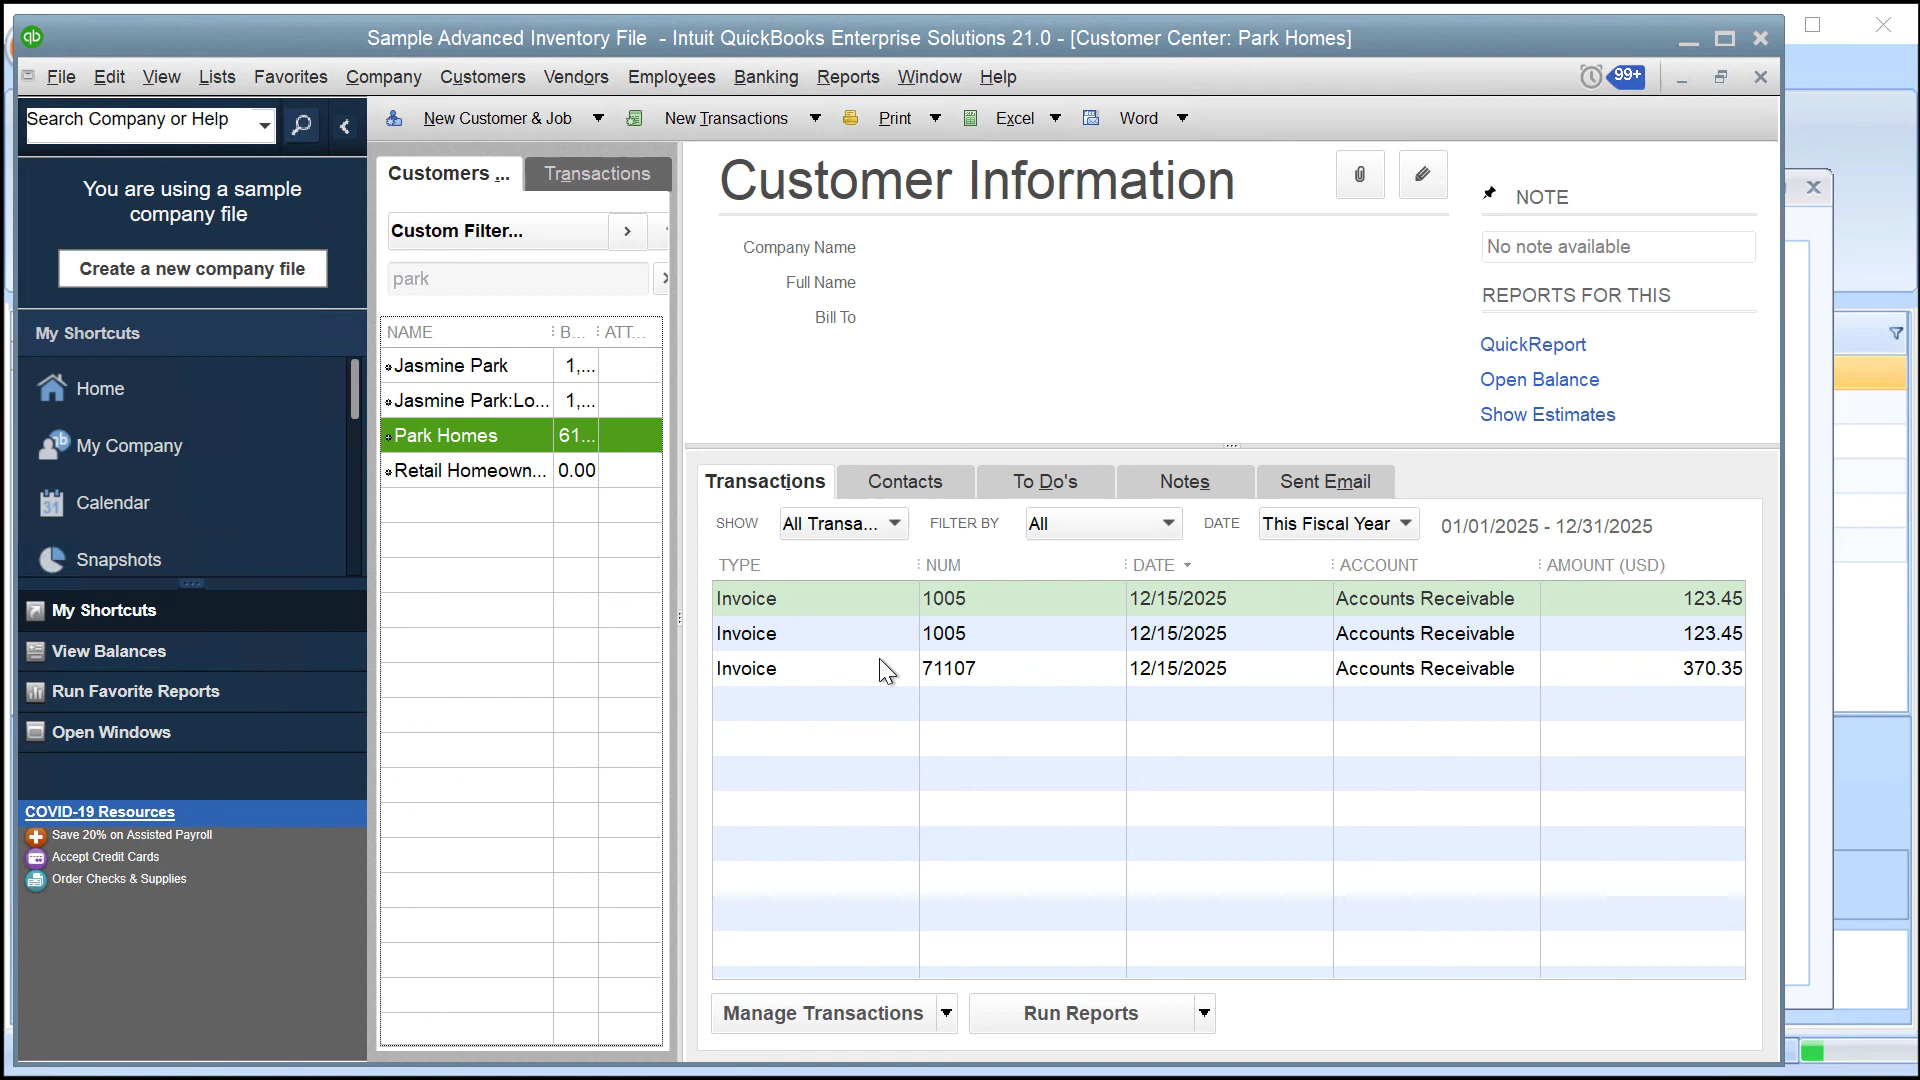 qb
Sample Advanced Inventory File - Intuit QuickBooks Enterprise Solutions 21.0 - [Customer Center: Park Homes]
File Edit View Lists Favorites Company Customers Vendors Employees Banking Reports Window Help
99+
Search Company or Help
New Customer & Job New Transactions Print Excel Word
You are using a sample
company file
Create a new company file
My Shortcuts
Home
My Company
31
Calendar
Snapshots
My Shortcuts
View Balances
Run Favorite Reports
Open Windows
COVID-19 Resources
Save 20% on Assisted Payroll
Accept Credit Cards
Order Checks & Supplies
Customers ... Transactions
Custom Filter...
park
NAME B... ATT...
Jasmine Park 1,...
Jasmine Park:Lo... 1,...
Park Homes 61...
Retail Homeown... 0.00
Customer Information
Company Name
Full Name
Bill To
NOTE
No note available
REPORTS FOR THIS
QuickReport
Open Balance
Show Estimates
Transactions Contacts To Do's Notes Sent Email
SHOW All Transa... FILTER BY All DATE This Fiscal Year 01/01/2025 - 12/31/2025
TYPE NUM DATE ACCOUNT AMOUNT (USD)
Invoice 1005 12/15/2025 Accounts Receivable 123.45
Invoice 1005 12/15/2025 Accounts Receivable 123.45
Invoice 71107 12/15/2025 Accounts Receivable 370.35
Manage Transactions Run Reports